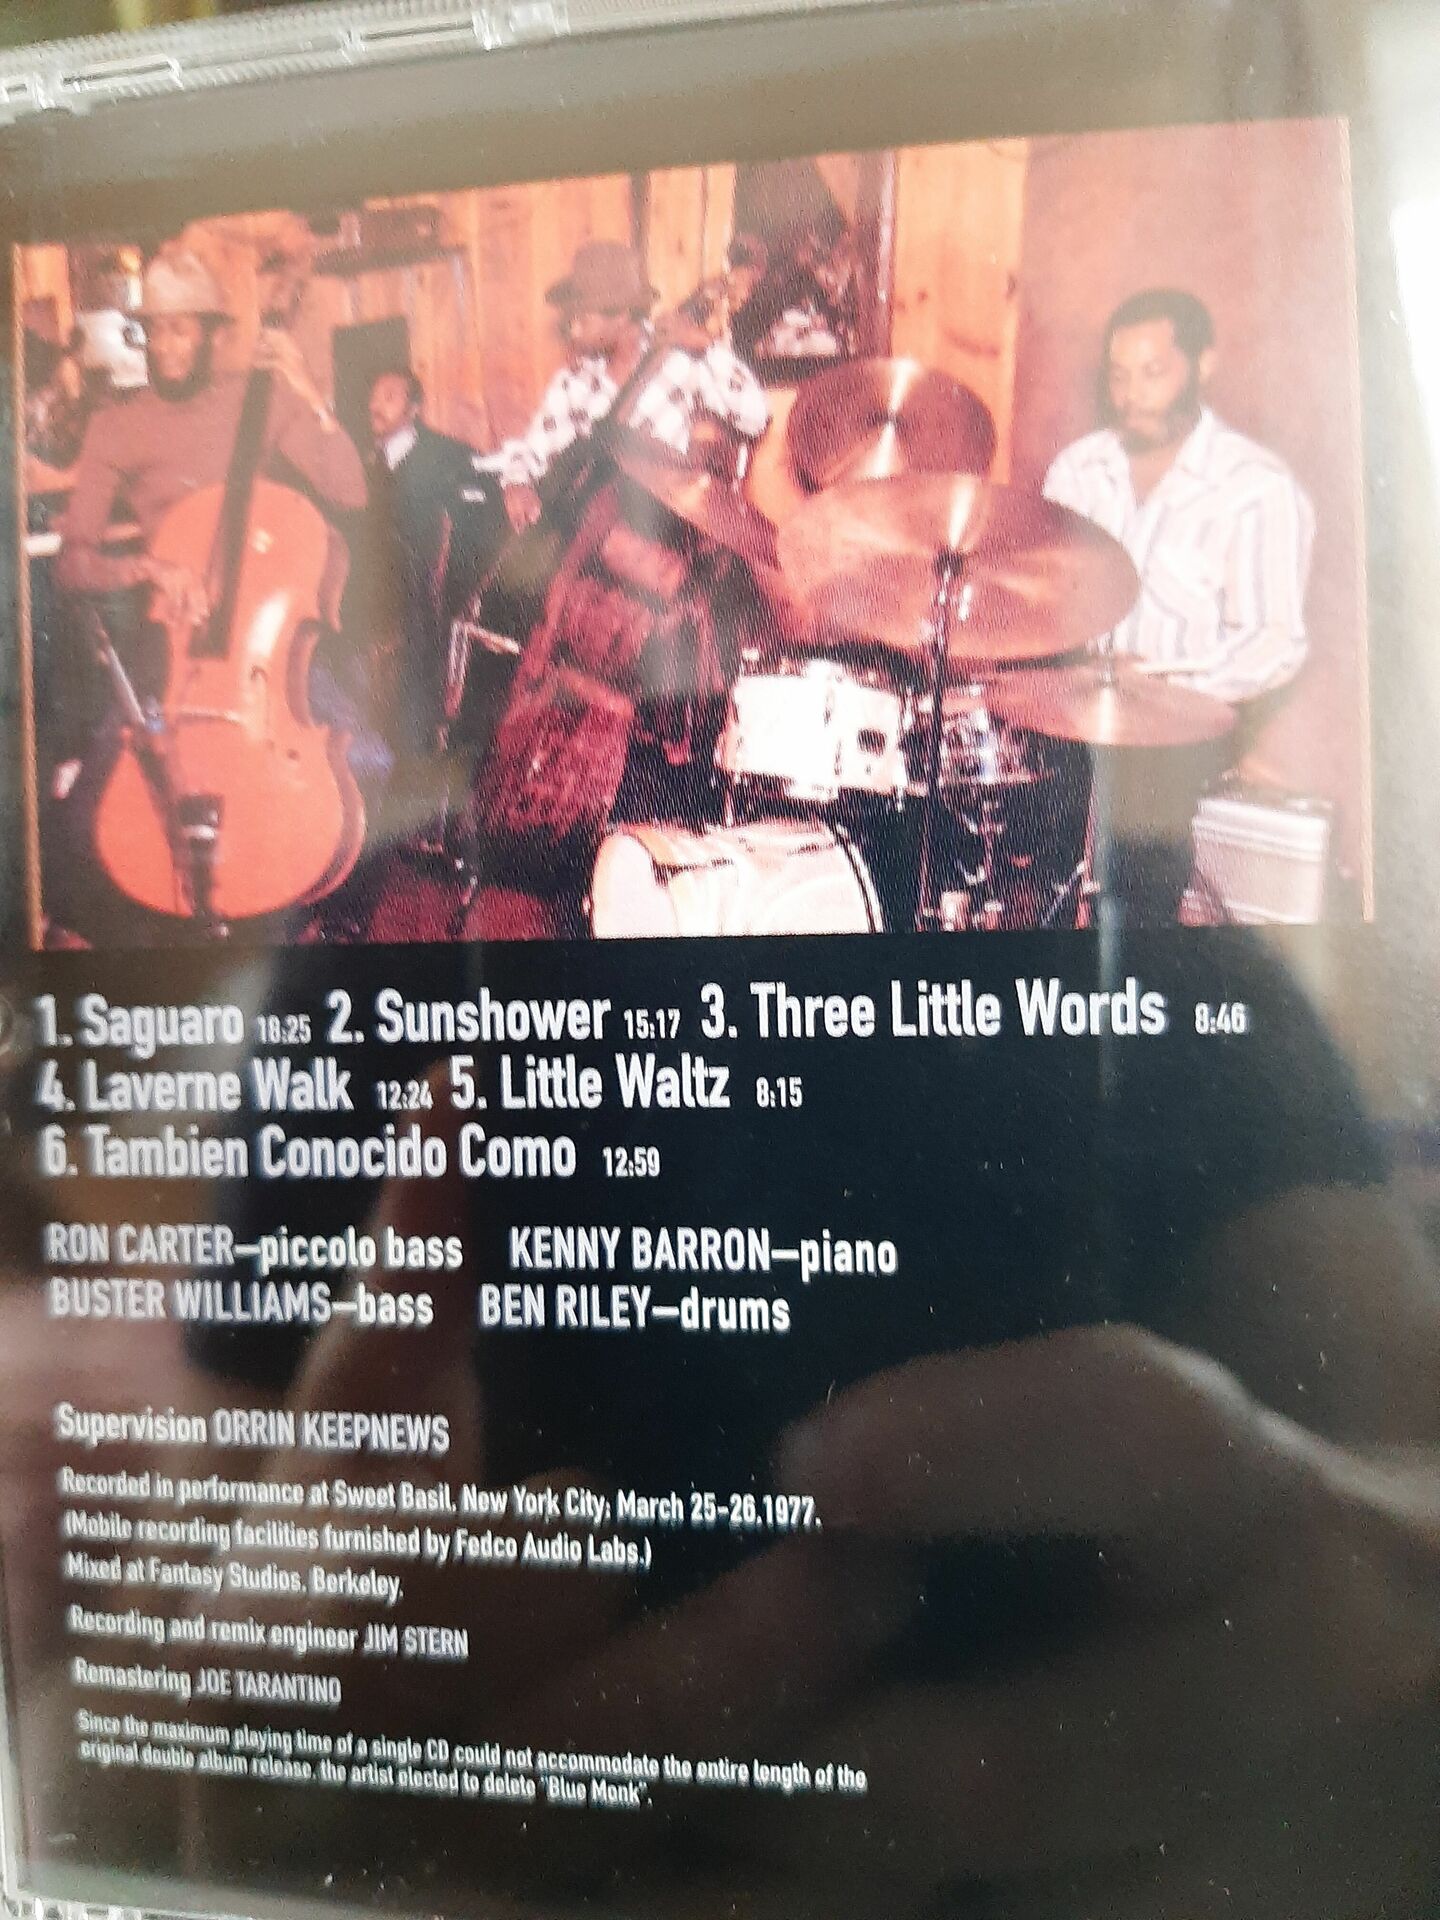 1. Saguaro 18:25 2. Sunshower 15:17 3. Three Little Words 8:46
4. Laverne Walk 12:24 5. Little Waltz 8:15
6. Tambien Conocido Como 12:59
RON CARTER—piccolo bass KENNY BARRON—piano
BUSTER WILLIAMS—bass BEN RILEY—drums
Supervision ORRIN KEEPNEWS
Recorded in performance at Sweet Basil, New York City; March 25-26, 1977.
(Mobile recording facilities furnished by Fedco Audio Labs.)
Mixed at Fantasy Studios, Berkeley.
Recording and remix engineer JIM STERN
Remastering JOE TARANTINO
Since the maximum playing time of a single CD could not accommodate the entire length of the
original double album release, the artist elected to delete "Blue Monk".